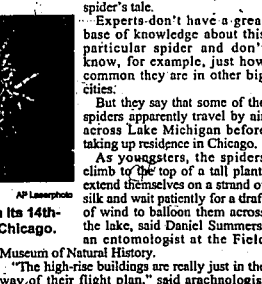 spider's tale.
Experts don't have a grea
base of knowledge about this
particular spider and don'
know, for example, just how
common they are in other big
cities.
But they say that some of the
spiders apparently travel by air
across Lake Michigan before
taking up residence in Chicago.
As youngsters, the spiders
climb to the top of a tall plant,
extend themselves on a strand o
silk and wait patiently for a draf
of wind to balloon them across
the lake, said Daniel Summers,
an entomologist at the Field
Museum of Natural History.
"The high-rise buildings are really just in the
way of their flight plan," said arachnologist
AP Laserphoto
its 14th-
Chicago.